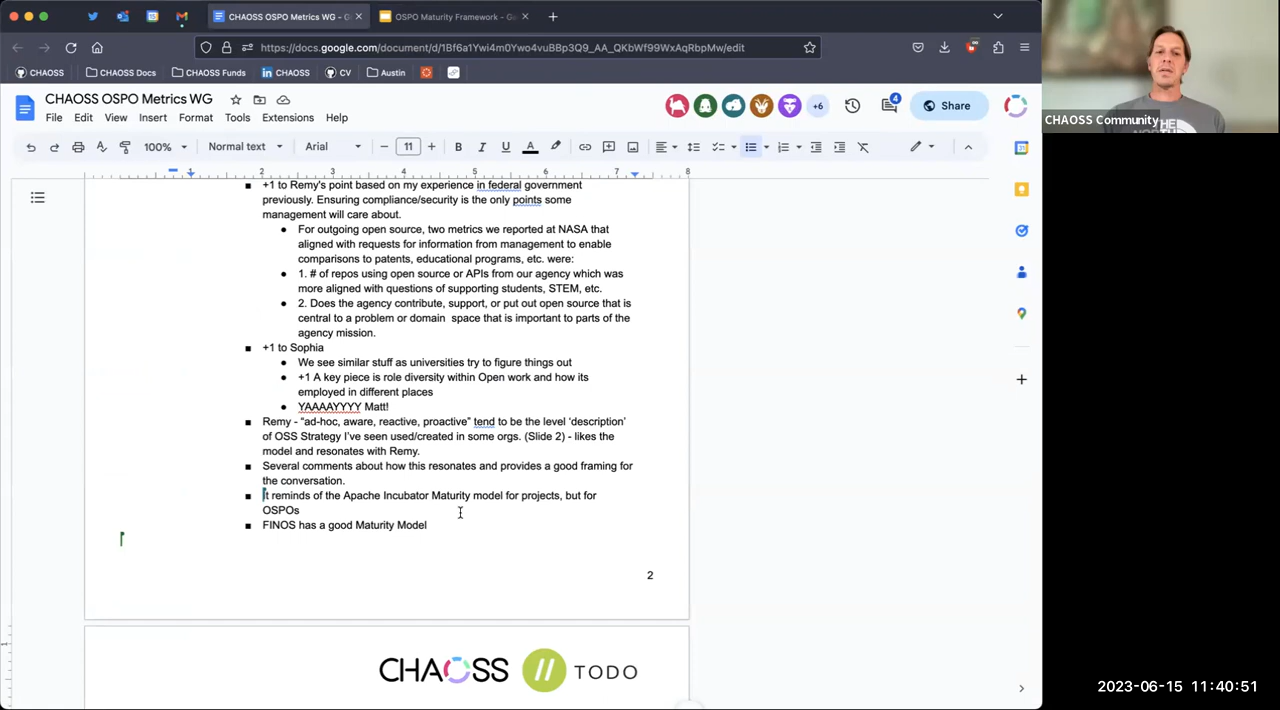 CHAOSS OSPO Metrics WG - G
OSPO Maturity Framework - Go
https://docs.google.com/document/d/1Bf6a1Ywi4m0Ywo4vuBBp3Q9_AA_QKbWf99WxAqRbpMw/edit
CHAOSS
CHAOSS Docs
CHAOSS Funds
CHAOSS
CV
Austin
CHAOSS OSPO Metrics WG
File Edit View Insert Format Tools Extensions Help
+6
4
Share
CHAOSS Community
THE
NORTH
100%
Normal text
Arial
11
2 3 4 5 6 7 8
+1 to Remy's point based on my experience in federal government
previously. Ensuring compliance/security is the only points some
management will care about.
For outgoing open source, two metrics we reported at NASA that
aligned with requests for information from management to enable
comparisons to patents, educational programs, etc. were:
1. # of repos using open source or APIs from our agency which was
more aligned with questions of supporting students, STEM, etc.
2. Does the agency contribute, support, or put out open source that is
central to a problem or domain space that is important to parts of the
agency mission.
+1 to Sophia
We see similar stuff as universities try to figure things out
+1 A key piece is role diversity within Open work and how its
employed in different places
YAAAAYYYY Matt!
Remy - “ad-hoc, aware, reactive, proactive” tend to be the level ‘description’
of OSS Strategy I’ve seen used/created in some orgs. (Slide 2) - likes the
model and resonates with Remy.
Several comments about how this resonates and provides a good framing for
the conversation.
It reminds of the Apache Incubator Maturity model for projects, but for
OSPOs
FINOS has a good Maturity Model
2
CHAOSS TODO
2023-06-15 11:40:51